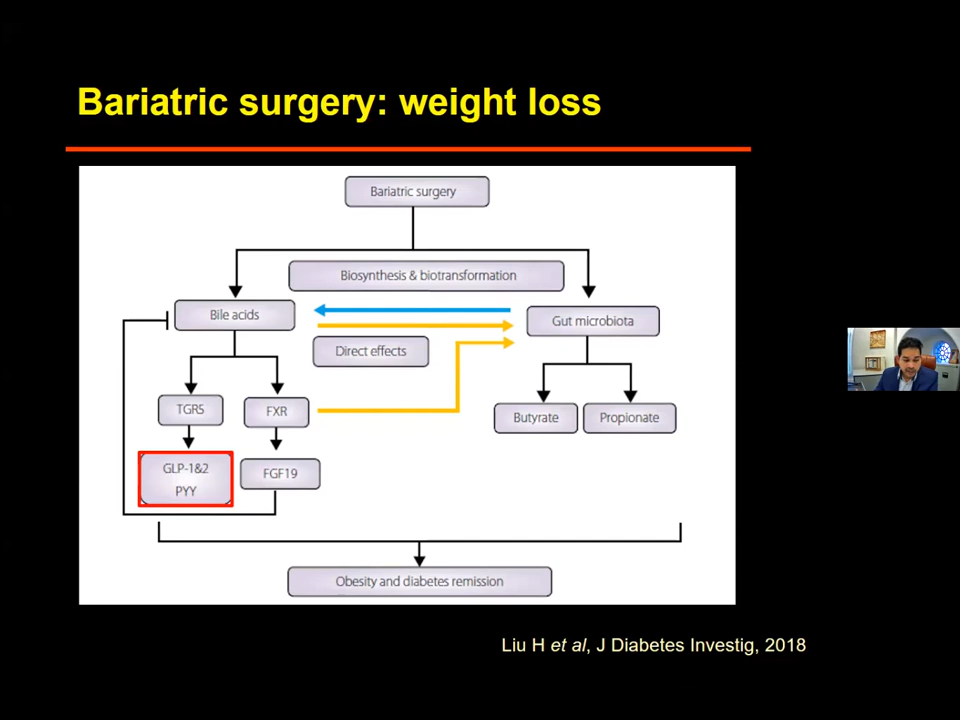 Bariatric surgery: weight loss
Bariatric surgery
Biosynthesis & biotransformation
Bile acids
Gut microbiota
Direct effects
TGR5
FXR
Butyrate
Propionate
GLP-1&2
PYY
FGF19
Obesity and diabetes remission
Liu H et al, J Diabetes Investig, 2018